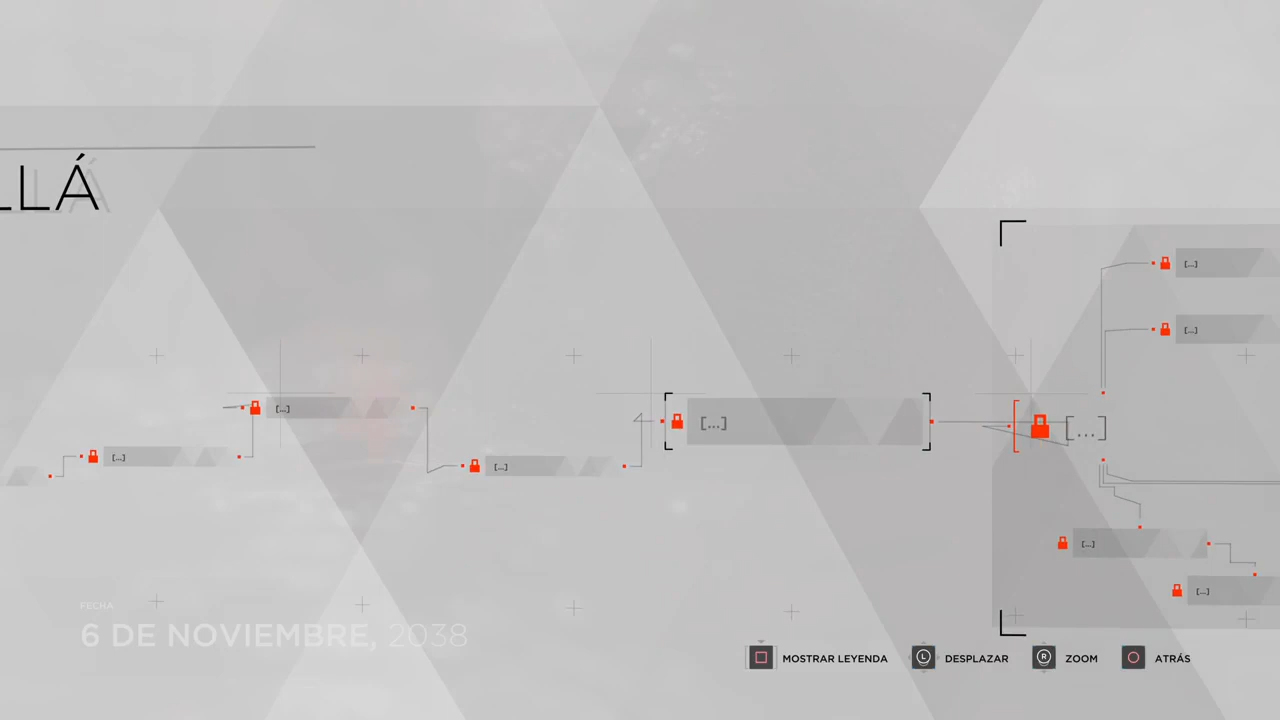 LLÁ
[...]
[...]
[...]
[...]
[...]
[...]
[...]
[...]
[...]
FECHA
6 DE NOVIEMBRE, 2038
MOSTRAR LEYENDA
L
DESPLAZAR
R
ZOOM
ATRÁS